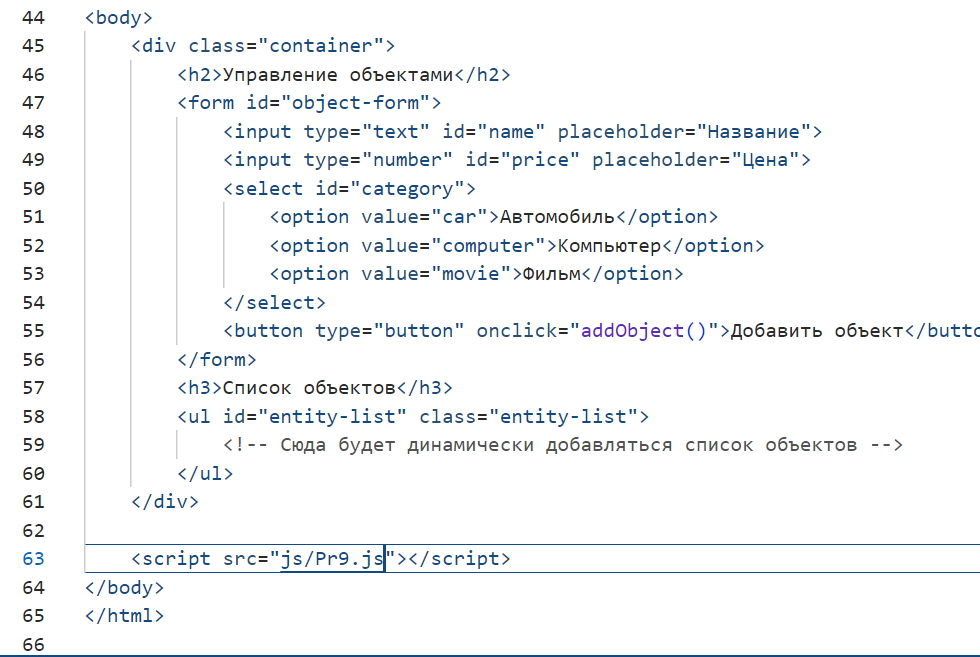 44 <body>
45 <div class="container">
46 <h2>Управление объектами</h2>
47 <form id="object-form">
48 <input type="text" id="name" placeholder="Название">
49 <input type="number" id="price" placeholder="Цена">
50 <select id="category">
51 <option value="car">Автомобиль</option>
52 <option value="computer">Компьютер</option>
53 <option value="movie">Фильм</option>
54 </select>
55 <button type="button" onclick="addObject()">Добавить объект</butto
56 </form>
57 <h3>Список объектов</h3>
58 <ul id="entity-list" class="entity-list">
59 <!-- Сюда будет динамически добавляться список объектов -->
60 </ul>
61 </div>
62
63 <script src="js/Pr9.js"></script>
64 </body>
65 </html>
66